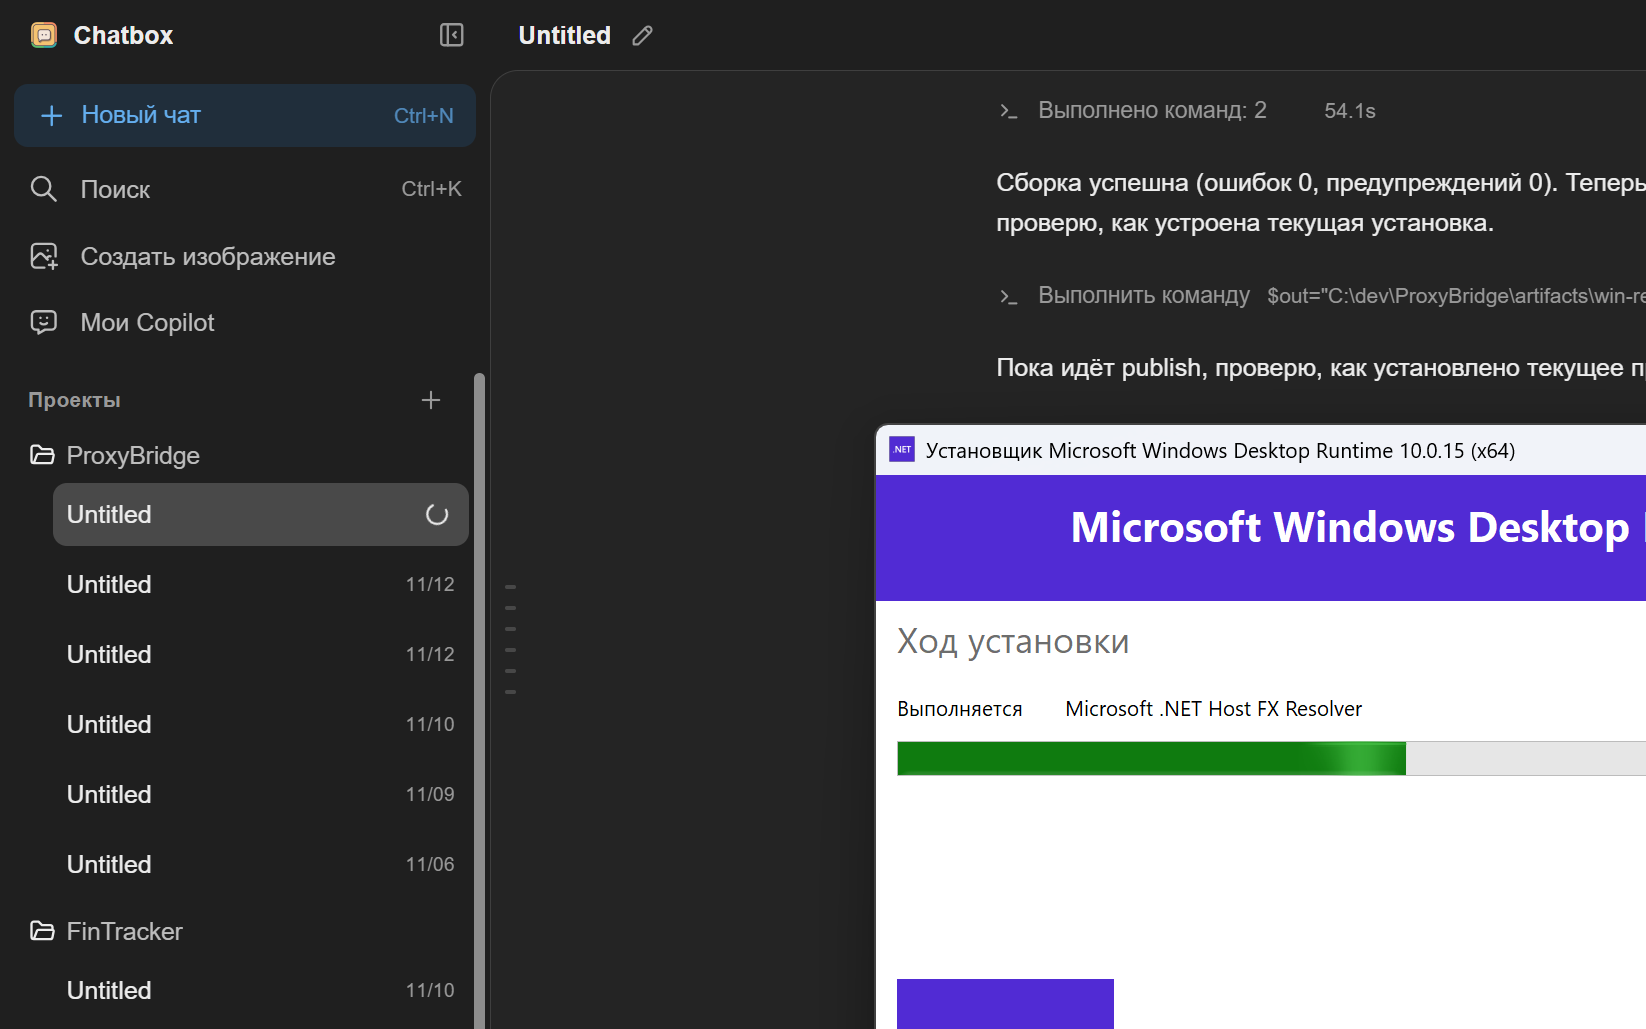 Chatbox
Новый чат Ctrl+N
Поиск Ctrl+K
Создать изображение
Мои Copilot
Проекты
ProxyBridge
Untitled
Untitled 11/12
Untitled 11/12
Untitled 11/10
Untitled 11/09
Untitled 11/06
FinTracker
Untitled 11/10
Untitled
Выполнено команд: 2 54.1s
Сборка успешна (ошибок 0, предупреждений 0). Теперь
проверю, как устроена текущая установка.
Выполнить команду $out="C:\dev\ProxyBridge\artifacts\win-re
Пока идёт publish, проверю, как установлено текущее
.NET Установщик Microsoft Windows Desktop Runtime 10.0.15 (x64)
Microsoft Windows Desktop
Ход установки
Выполняется Microsoft .NET Host FX Resolver